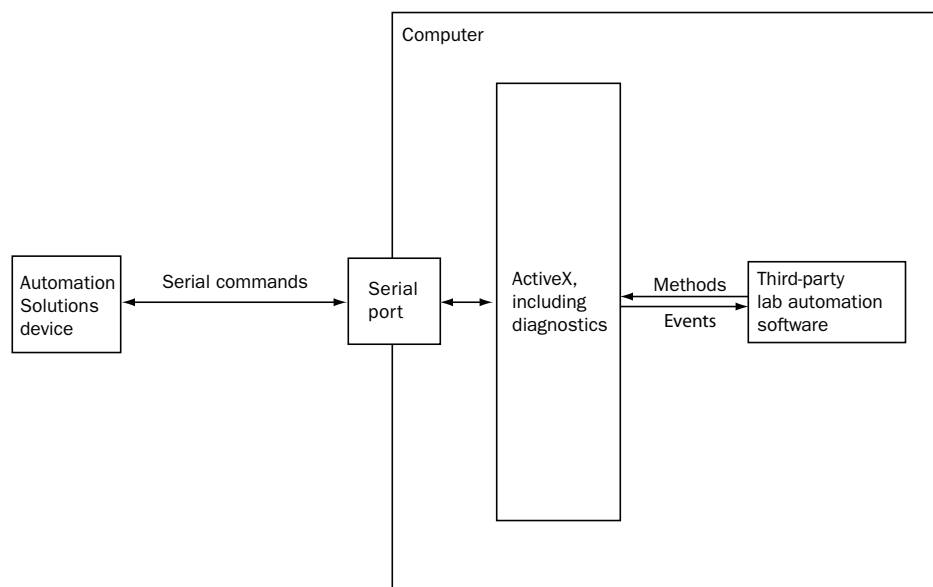 Computer
Automation
Solutions
device
Serial commands
Serial
port
ActiveX,
including
diagnostics
Methods
Events
Third-party
lab automation
software